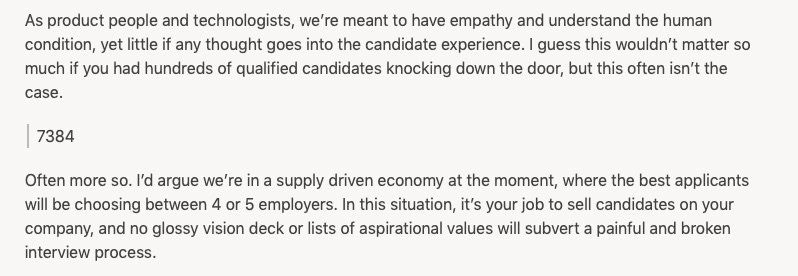 As product people and technologists, we’re meant to have empathy and understand the human
condition, yet little if any thought goes into the candidate experience. I guess this wouldn’t matter so
much if you had hundreds of qualified candidates knocking down the door, but this often isn’t the
case.
7384
Often more so. I’d argue we’re in a supply driven economy at the moment, where the best applicants
will be choosing between 4 or 5 employers. In this situation, it’s your job to sell candidates on your
company, and no glossy vision deck or lists of aspirational values will subvert a painful and broken
interview process.